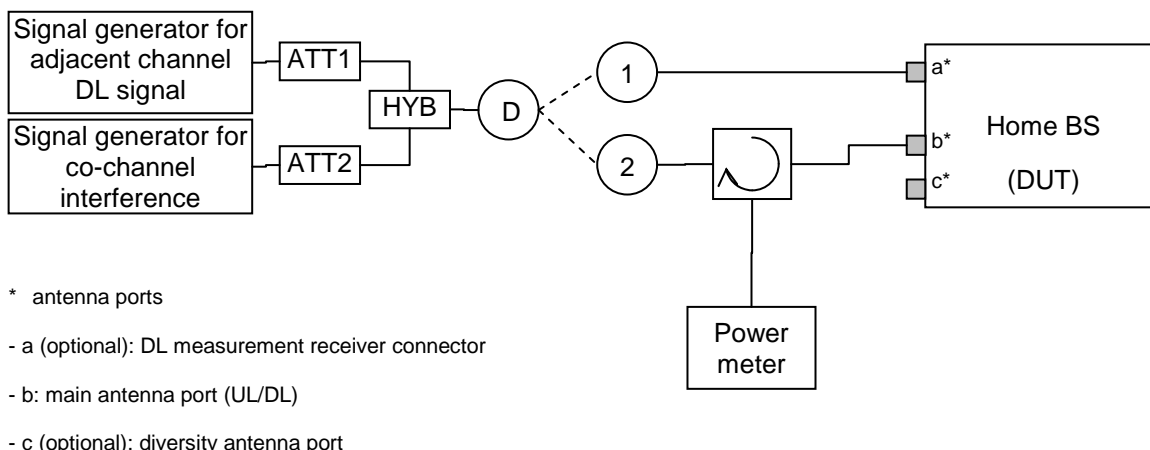 Signal generator for
adjacent channel
DL signal
ATT1
Signal generator for
co-channel
interference
ATT2
HYB
D
1
2
a*
b*
c*
Home BS
(DUT)
Power
meter
* antenna ports
- a (optional): DL measurement receiver connector
- b: main antenna port (UL/DL)
- c (optional): diversity antenna port